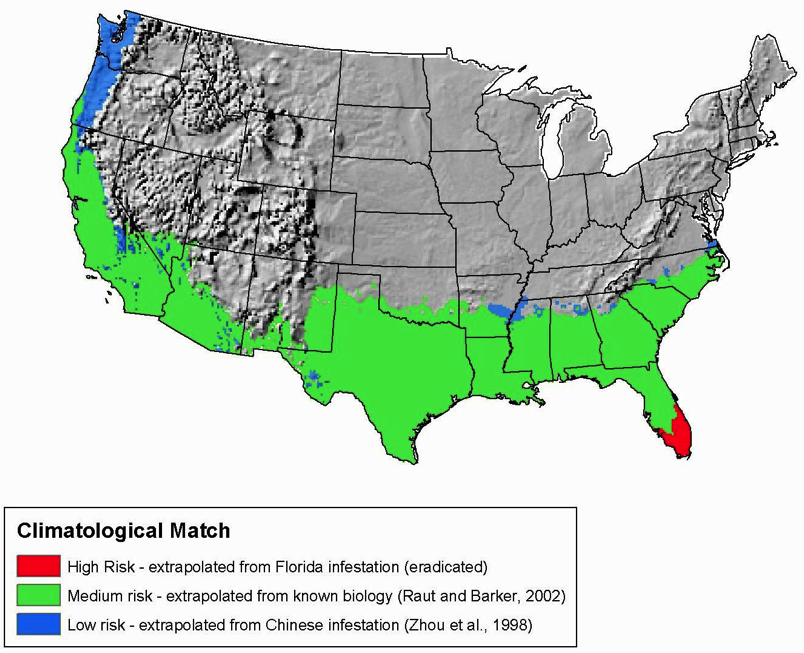 Climatological Match
High Risk - extrapolated from Florida infestation (eradicated)
Medium risk - extrapolated from known biology (Raut and Barker, 2002)
Low risk - extrapolated from Chinese infestation (Zhou et al., 1998)